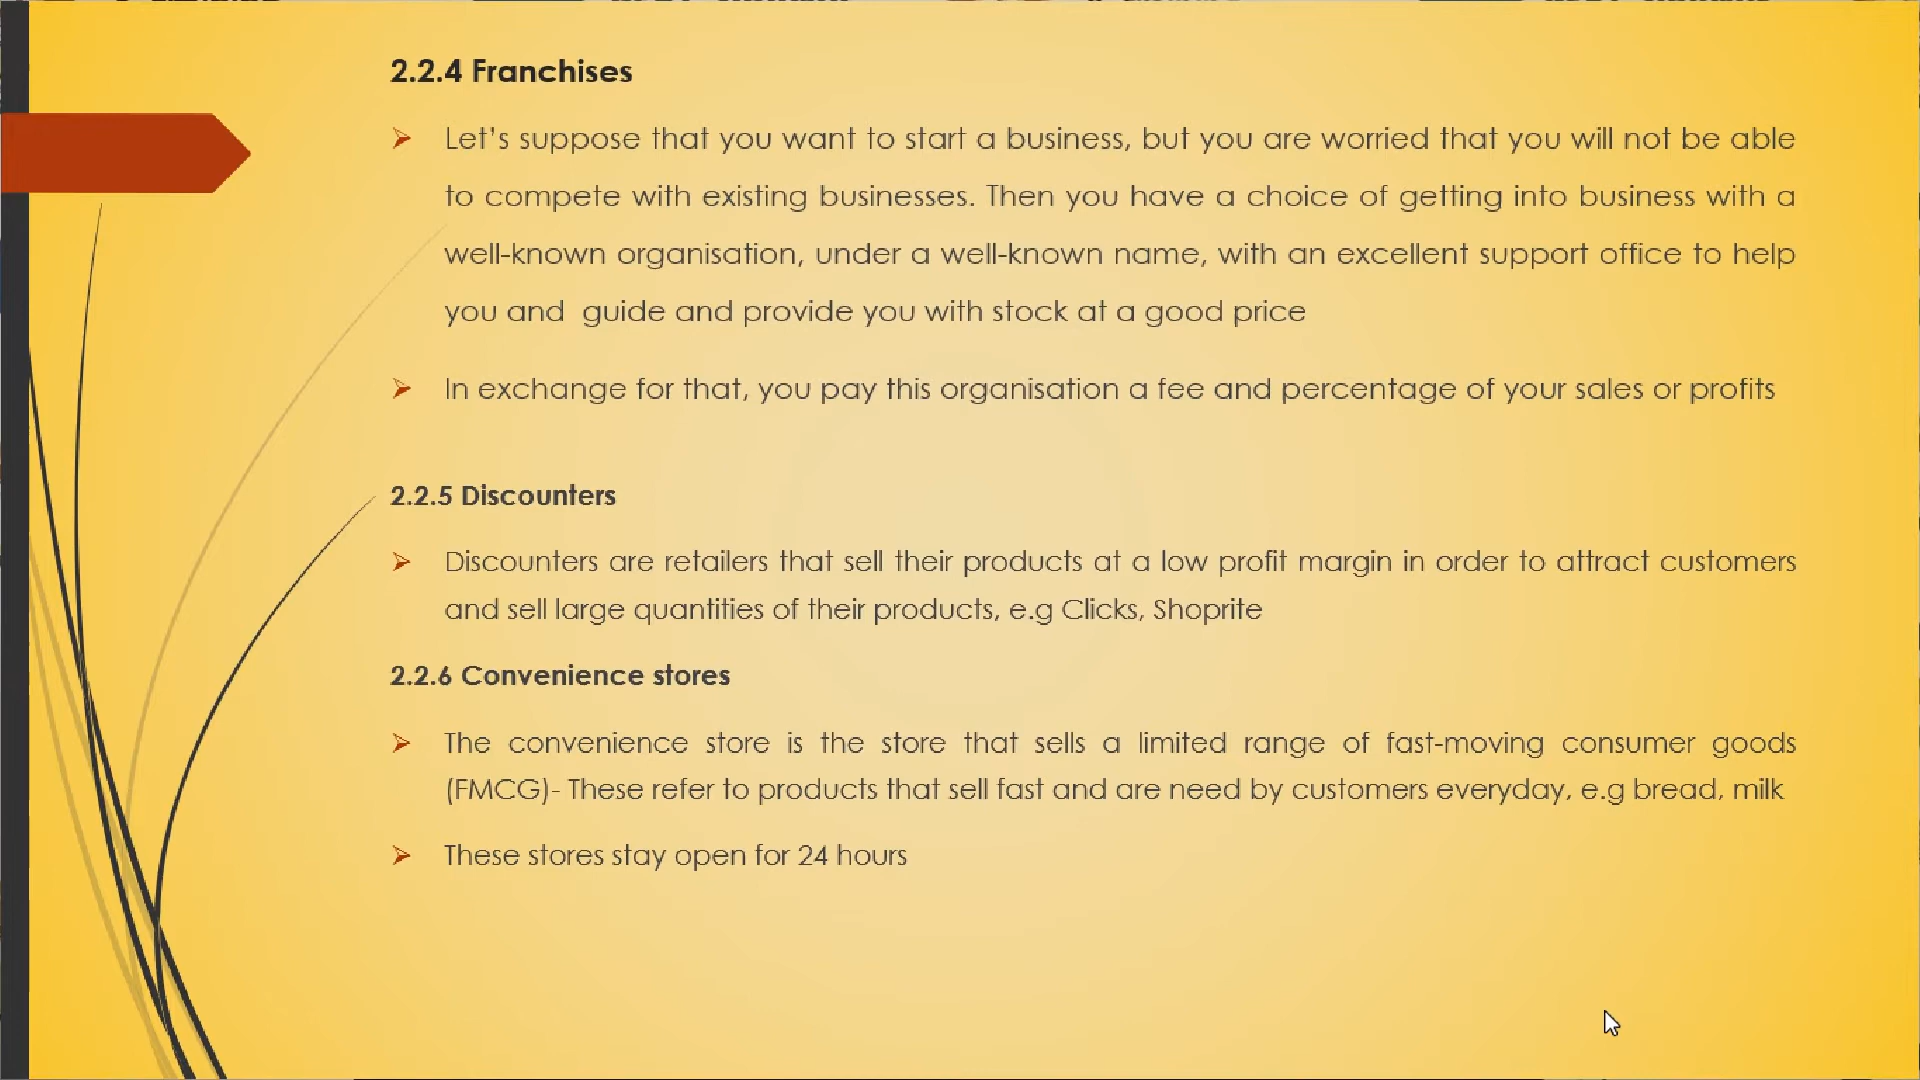 2.2.4 Franchises
Let's suppose that you want to start a business, but you are worried that you will not be able
to compete with existing businesses. Then you have a choice of getting into business with a
well-known organisation, under a well-known name, with an excellent support office to help
you and  guide and provide you with stock at a good price
In exchange for that, you pay this organisation a fee and percentage of your sales or profits
2.2.5 Discounters
Discounters are retailers that sell their products at a low profit margin in order to attract customers
and sell large quantities of their products, e.g Clicks, Shoprite
2.2.6 Convenience stores
The convenience store is the store that sells a limited range of fast-moving consumer goods
(FMCG)- These refer to products that sell fast and are need by customers everyday, e.g bread, milk
These stores stay open for 24 hours